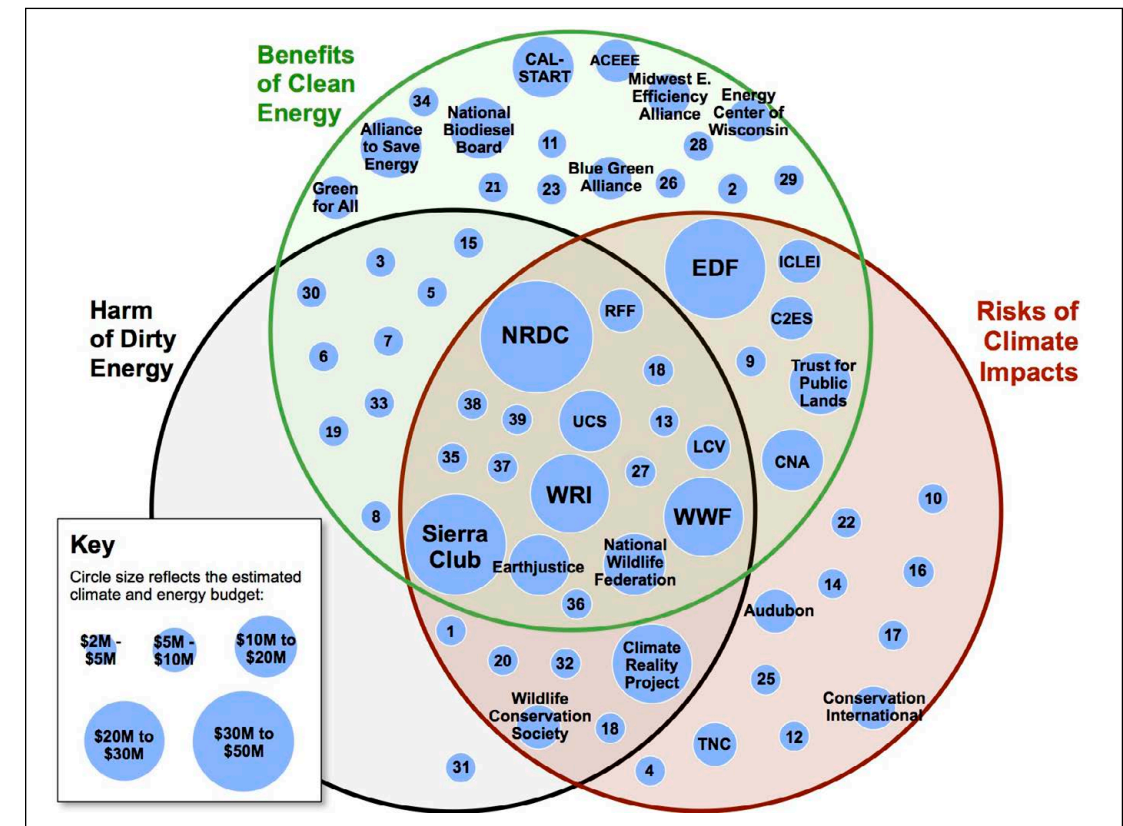 Benefits
of Clean
Energy
CAL-
START
ACEEE
Midwest E.
Efficiency
Alliance
Energy
Center of
Wisconsin
34
National
Biodiesel
Board
Alliance
to Save
Energy
11
28
Blue Green
Alliance
Green
for All
21
23
26
2
29
15
3
30
5
6
7
33
19
8
Harm
of Dirty
Energy
EDF
ICLEI
C2ES
9
Trust for
Public
Lands
CNA
Risks of
Climate
Impacts
NRDC
RFF
18
38
39
UCS
13
LCV
35
37
27
WRI
WWF
Sierra
Club
Earthjustice
National
Wildlife
Federation
36
10
22
14
16
Audubon
17
25
Conservation
International
12
TNC
4
1
20
32
Climate
Reality
Project
Wildlife
Conservation
Society
18
31
Key
Circle size reflects the estimated
climate and energy budget:
$2M -
$5M
$5M -
$10M
$10M to
$20M
$20M to
$30M
$30M to
$50M